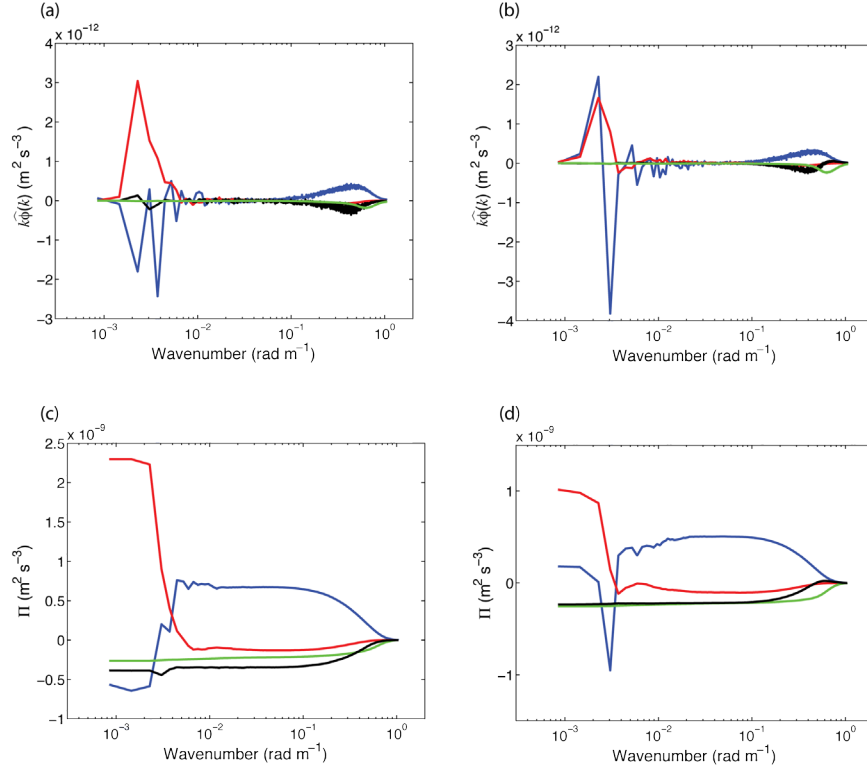 (a)
x 10⁻¹²
4
3
2
1
0
−1
−2
−3
k φ̂(k) (m² s⁻³)
10⁻³
10⁻²
10⁻¹
10⁰
Wavenumber (rad m⁻¹)
(b)
x 10⁻¹²
3
2
1
0
−1
−2
−3
−4
k φ̂(k) (m² s⁻³)
10⁻³
10⁻²
10⁻¹
10⁰
Wavenumber (rad m⁻¹)
(c)
x 10⁻⁹
2.5
2
1.5
1
0.5
0
−0.5
−1
Π (m² s⁻³)
10⁻³
10⁻²
10⁻¹
10⁰
Wavenumber (rad m⁻¹)
(d)
x 10⁻⁹
1
0
−1
Π (m² s⁻³)
10⁻³
10⁻²
10⁻¹
10⁰
Wavenumber (rad m⁻¹)